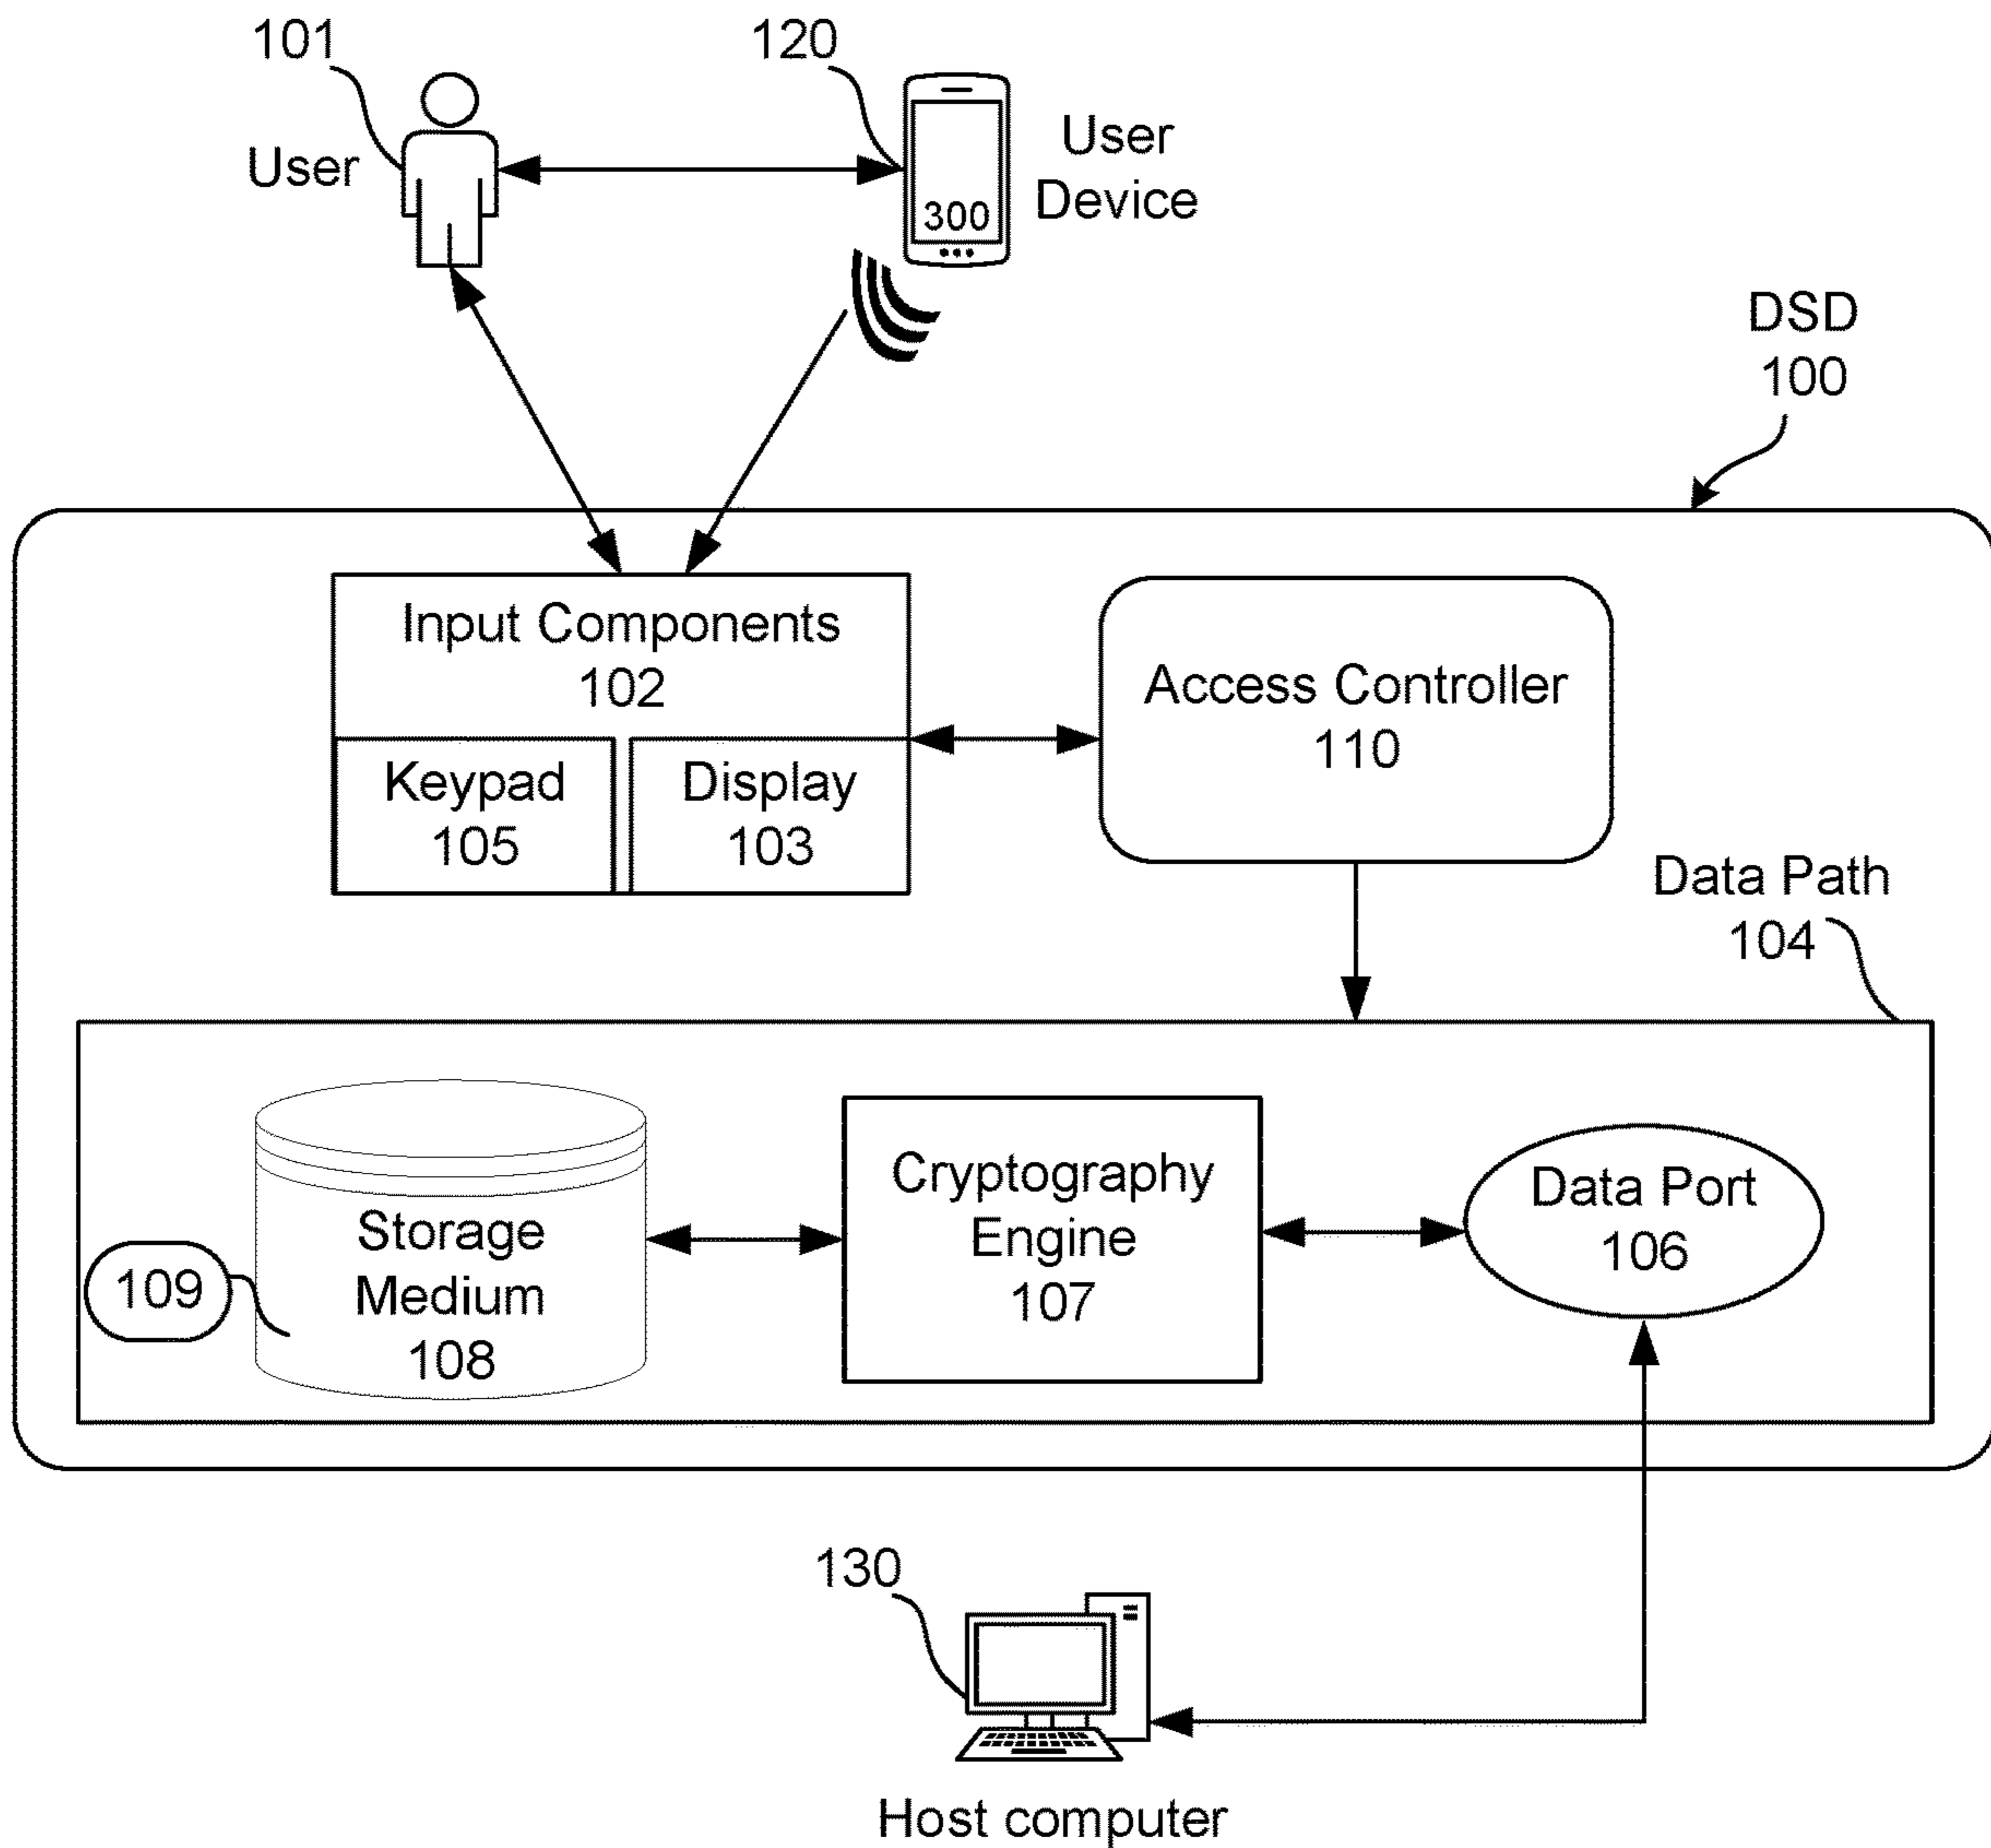 101
120
User
User
Device
300
DSD
100
Input Components
102
Keypad
105
Display
103
Access Controller
110
Data Path
104
Storage
Medium
108
109
Cryptography
Engine
107
Data Port
106
130
Host computer